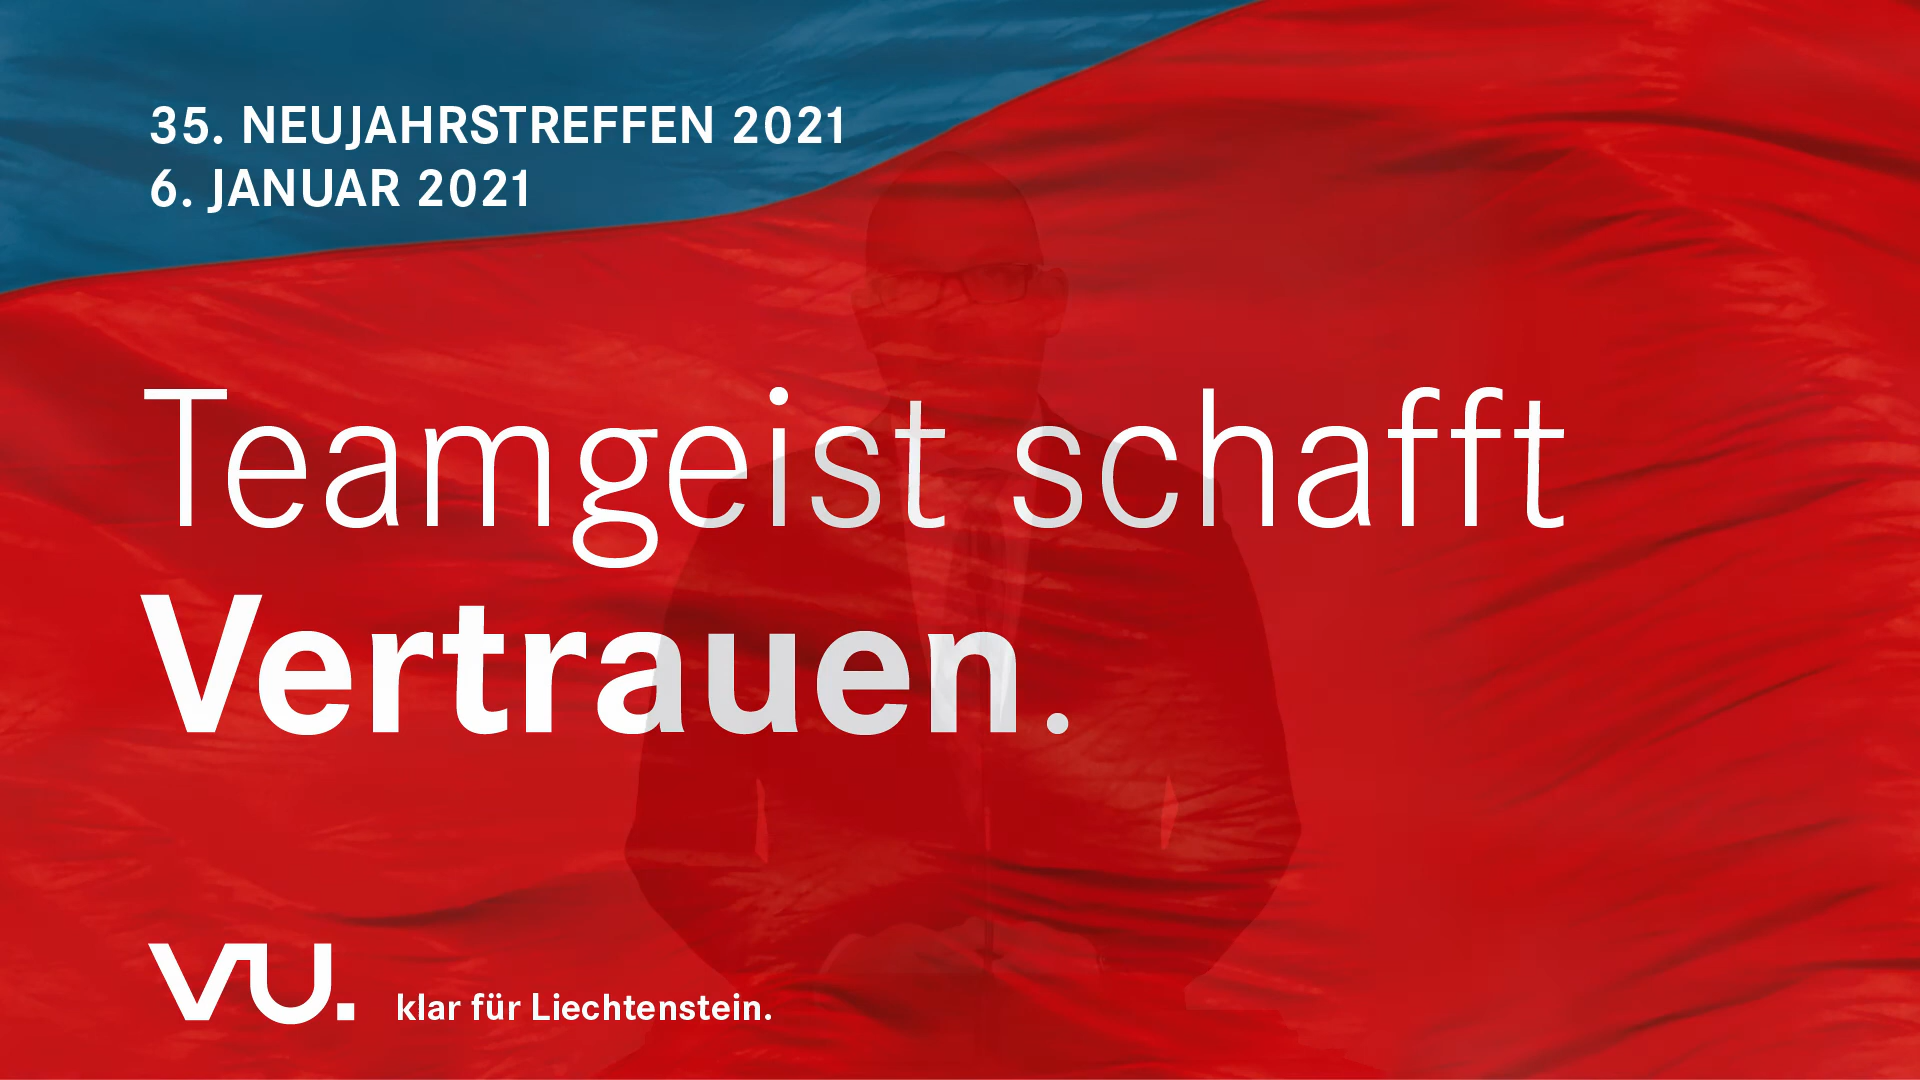 35. NEUJAHRSTREFFEN 2021
6. JANUAR 2021
Teamgeist schafft
Vertrauen.
VU. klar für Liechtenstein.